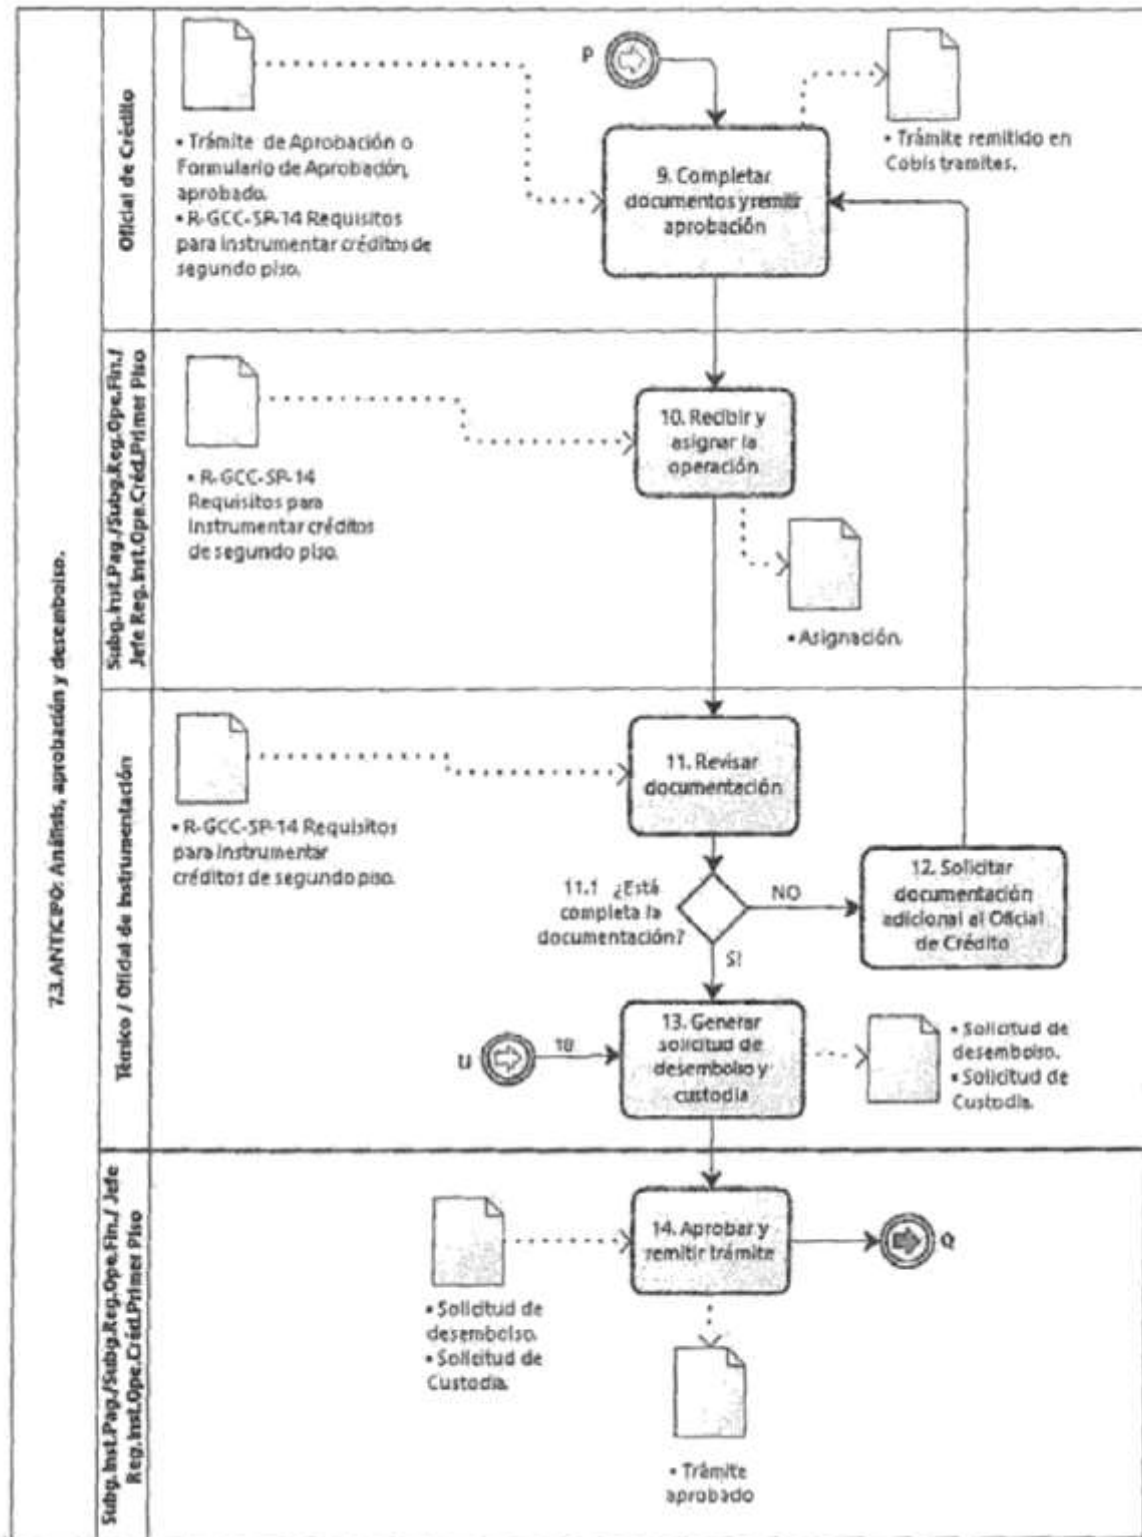 7.3. ANTICIPO: Análisis, aprobación y desembolso.
Oficial de Crédito
• Trámite de Aprobación o
Formulario de Aprobación,
aprobado.
• R-GCC-SP-14 Requisitos
para instrumentar créditos de
segundo piso.
P
9. Completar
documentos y remitir
aprobación
• Trámite remitido en
Cobis tramites.
Subg.Inst.Pag./Subg.Reg.Ope.Fin./
Jefe Reg.Inst.Ope.Créd.Primer Piso
• R-GCC-SP-14
Requisitos para
Instrumentar créditos
de segundo piso.
10. Recibir y
asignar la
operación
• Asignación.
Técnico / Oficial de Instrumentación
• R-GCC-SP-14 Requisitos
para Instrumentar
créditos de segundo piso.
11. Revisar
documentación
11.1 ¿Está
completa la
documentación?
NO
SI
12. Solicitar
documentación
adicional al Oficial
de Crédito
U
18
13. Generar
solicitud de
desembolso y
custodia
• Solicitud de
desembolso.
• Solicitud de
Custodia.
Subg.Inst.Pag./Subg.Reg.Ope.Fin./ Jefe
Reg.Inst.Ope.Créd.Primer Piso
• Solicitud de
desembolso.
• Solicitud de
Custodia.
14. Aprobar y
remitir trámite
Q
• Trámite
aprobado